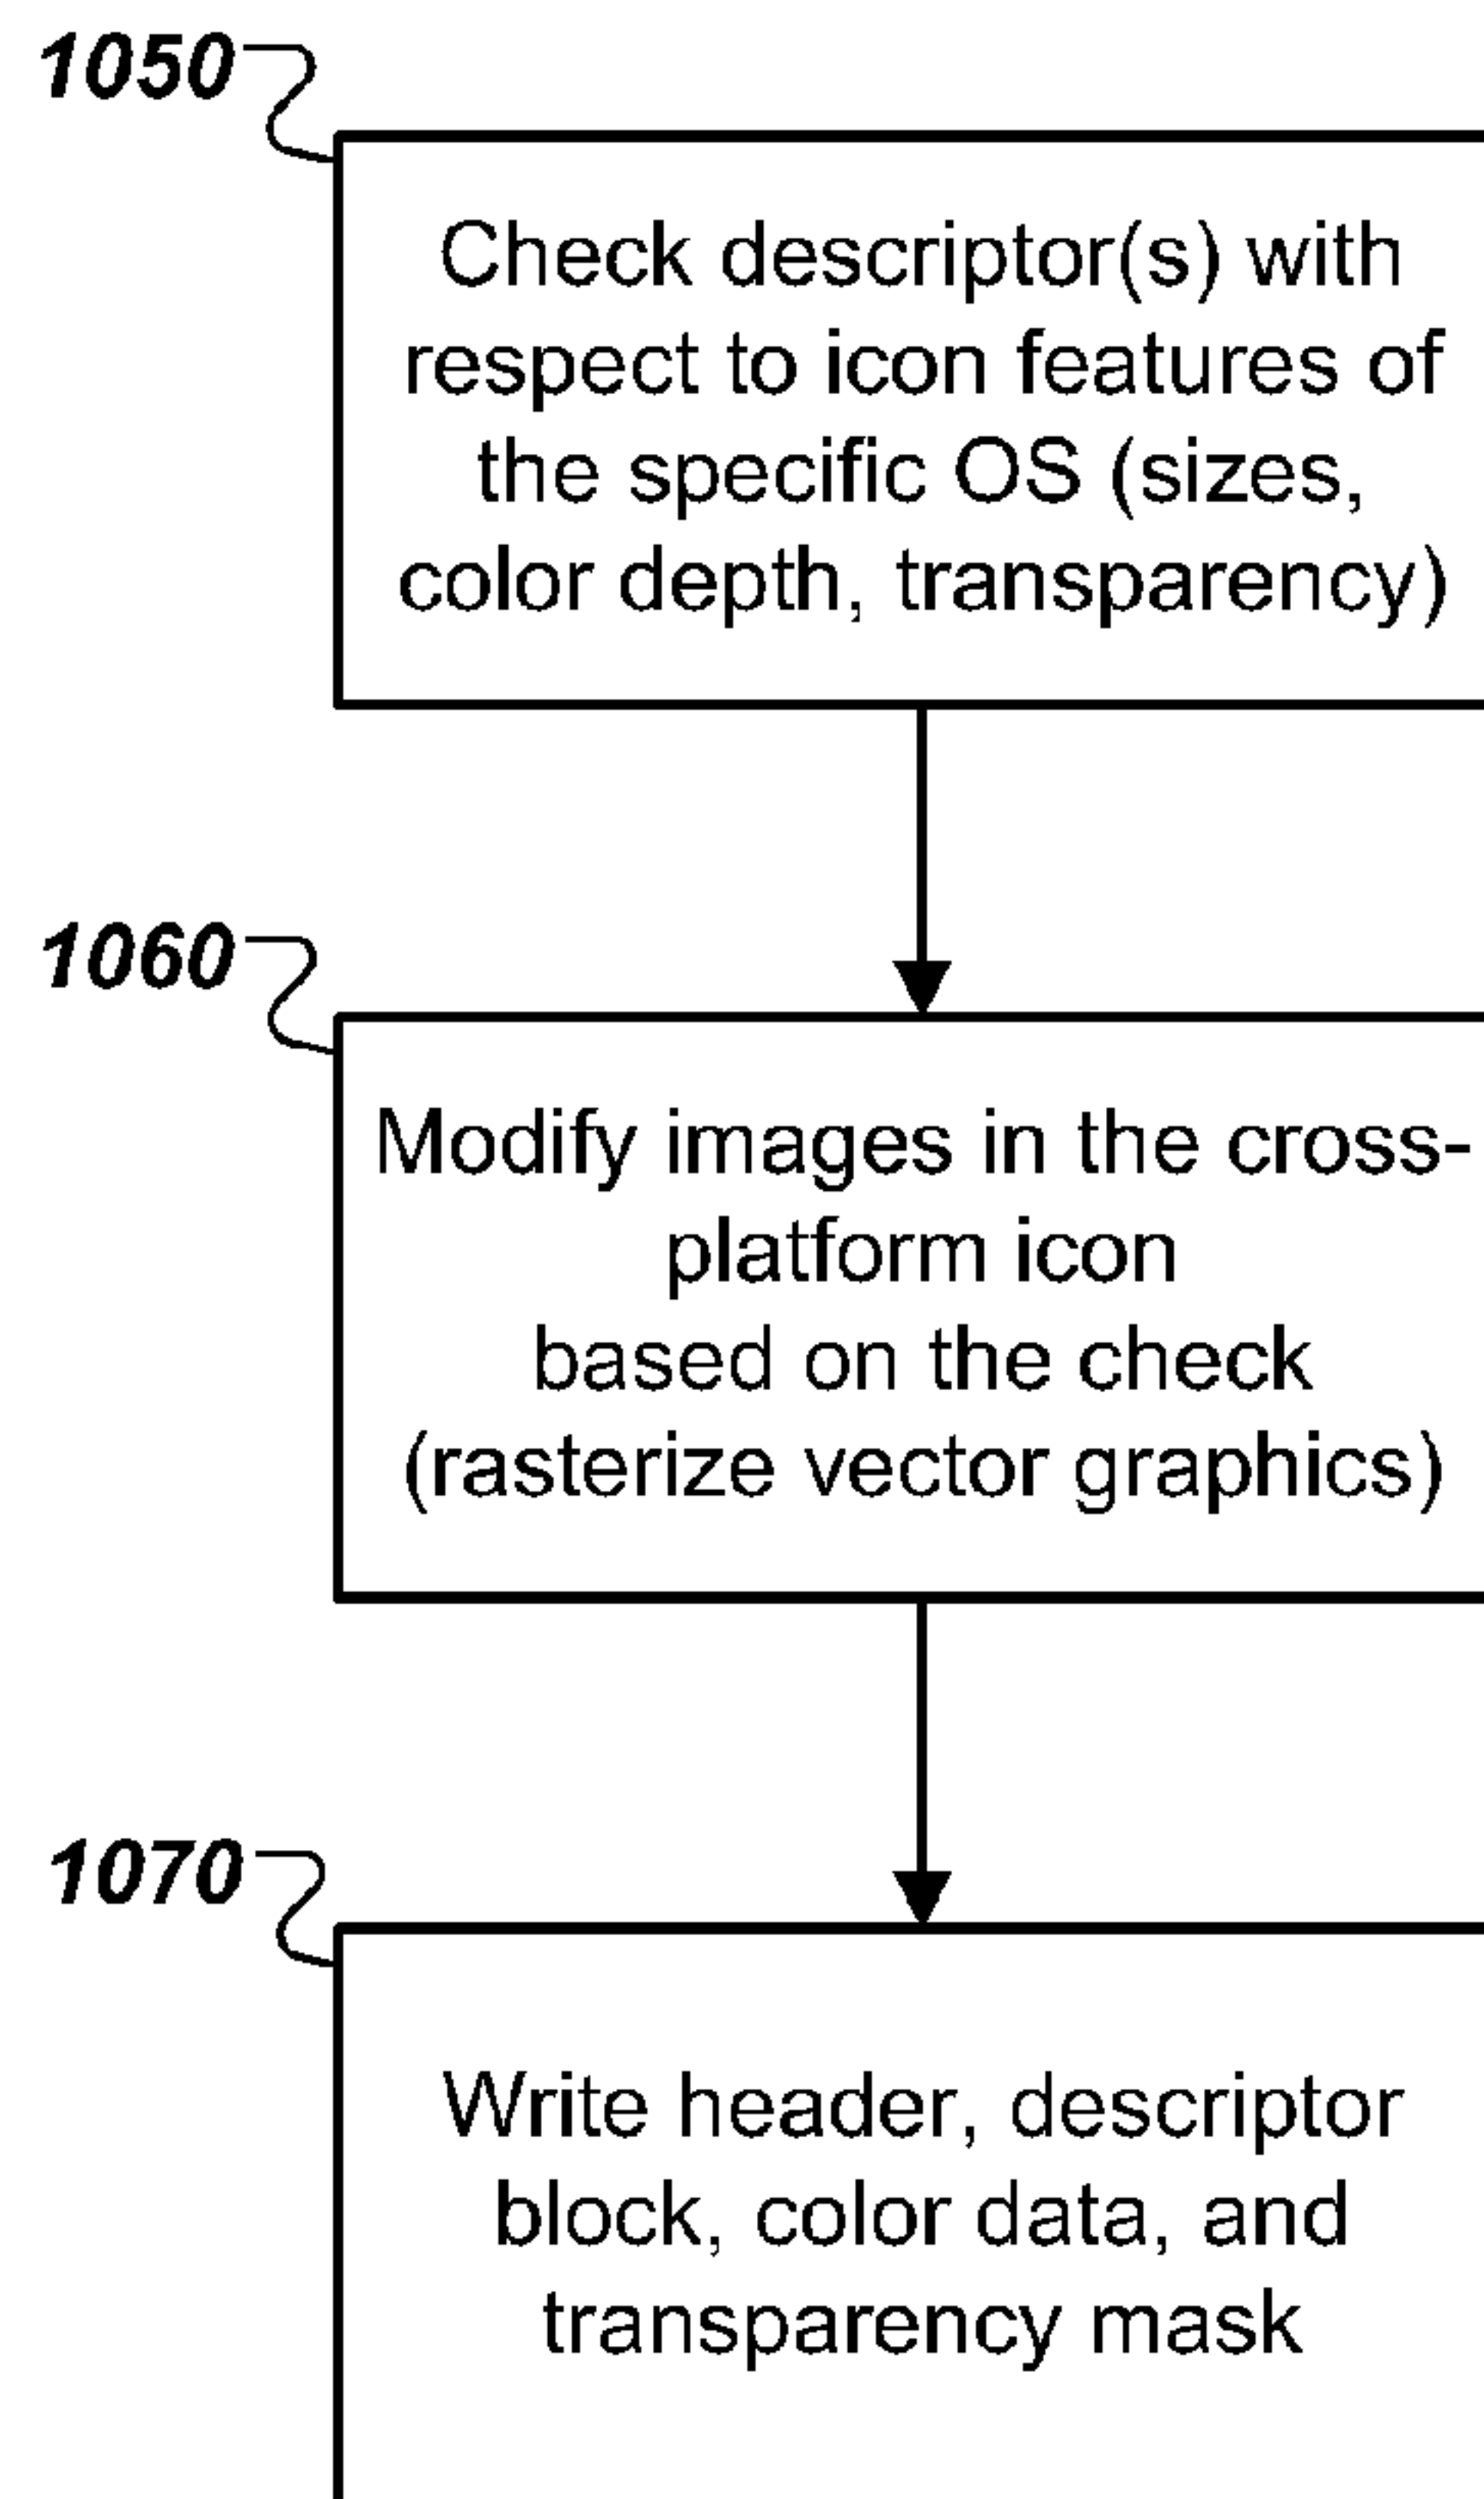 1050
Check descriptor(s) with
respect to icon features of
the specific OS (sizes,
color depth, transparency)
1060
Modify images in the cross-
platform icon
based on the check
(rasterize vector graphics)
1070
Write header, descriptor
block, color data, and
transparency mask